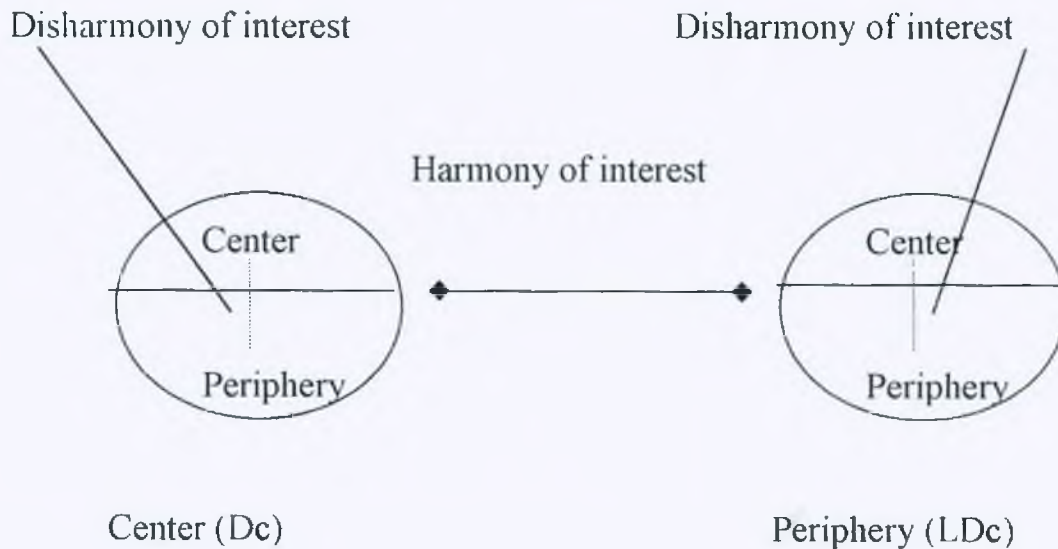 Disharmony of interest
Disharmony of interest
Harmony of interest
Center
Center
Periphery
Periphery
Center (Dc)
Periphery (LDc)